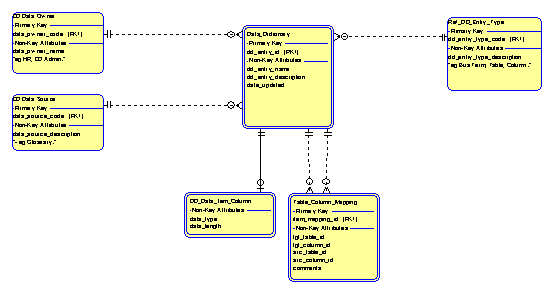 DD Data Owner
-Primary Key
data_owner_code (PK1)
-Non-Key Attributes
data_owner_name
"eg HR, DD Admin."
DD Data Source
-Primary Key
data_source_code (PK1)
-Non-Key Attributes
data_source_description
"- eg Glossary."
Data_Dictionary
-Primary Key
dd_entry_id (PK1)
-Non-Key Attributes
dd_entry_name
dd_entry_description
date_updated
Ref_DD_Entry_Type
-Primary Key
dd_entry_type_code (PK1)
-Non-Key Attributes
dd_entry_type_description
"eg Bus Term, Table, Column."
DD_Data_Item_Column
-Non-Key Attributes
data_type
data_length
Table_Column_Mapping
-Primary Key
item_mapping_id (PK1)
-Non-Key Attributes
tgt_table_id
tgt_column_id
src_table_id
src_column_id
comments